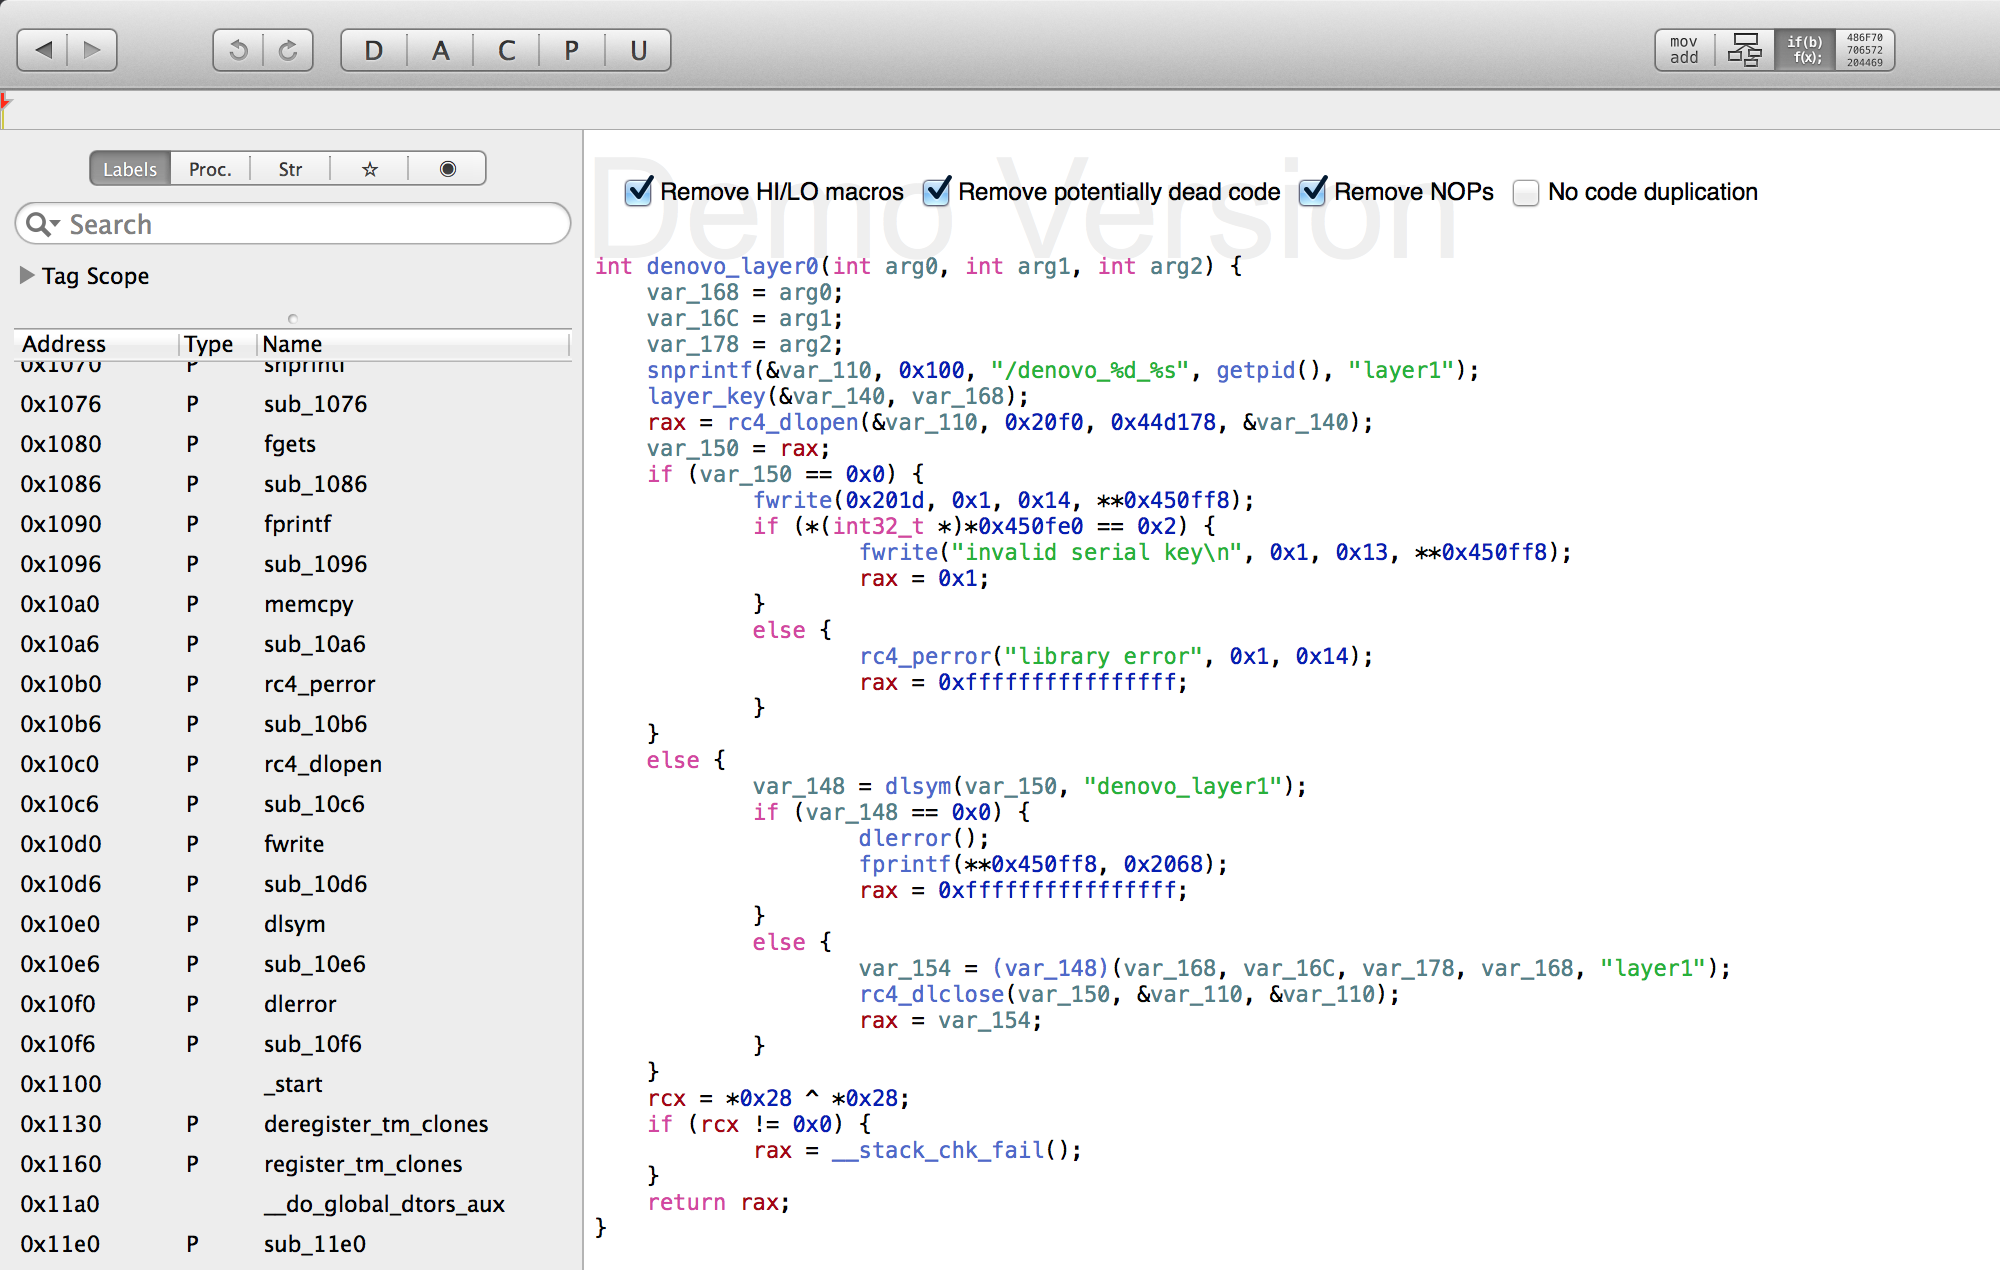 D A C P U
mov
add
if(b)
f(x);
486F70
706572
204469
Labels Proc. Str
Search
Tag Scope
Address Type Name
0x1070 P snprintf
0x1076 P sub_1076
0x1080 P fgets
0x1086 P sub_1086
0x1090 P fprintf
0x1096 P sub_1096
0x10a0 P memcpy
0x10a6 P sub_10a6
0x10b0 P rc4_perror
0x10b6 P sub_10b6
0x10c0 P rc4_dlopen
0x10c6 P sub_10c6
0x10d0 P fwrite
0x10d6 P sub_10d6
0x10e0 P dlsym
0x10e6 P sub_10e6
0x10f0 P dlerror
0x10f6 P sub_10f6
0x1100 _start
0x1130 P deregister_tm_clones
0x1160 P register_tm_clones
0x11a0 __do_global_dtors_aux
0x11e0 P sub_11e0
Demo Version
Remove HI/LO macros Remove potentially dead code Remove NOPs No code duplication
int denovo_layer0(int arg0, int arg1, int arg2) {
var_168 = arg0;
var_16C = arg1;
var_178 = arg2;
snprintf(&var_110, 0x100, "/denovo_%d_%s", getpid(), "layer1");
layer_key(&var_140, var_168);
rax = rc4_dlopen(&var_110, 0x20f0, 0x44d178, &var_140);
var_150 = rax;
if (var_150 == 0x0) {
fwrite(0x201d, 0x1, 0x14, **0x450ff8);
if (*(int32_t *)*0x450fe0 == 0x2) {
fwrite("invalid serial key\n", 0x1, 0x13, **0x450ff8);
rax = 0x1;
}
else {
rc4_perror("library error", 0x1, 0x14);
rax = 0xffffffffffffffff;
}
}
else {
var_148 = dlsym(var_150, "denovo_layer1");
if (var_148 == 0x0) {
dlerror();
fprintf(**0x450ff8, 0x2068);
rax = 0xffffffffffffffff;
}
else {
var_154 = (var_148)(var_168, var_16C, var_178, var_168, "layer1");
rc4_dlclose(var_150, &var_110, &var_110);
rax = var_154;
}
}
rcx = *0x28 ^ *0x28;
if (rcx != 0x0) {
rax = __stack_chk_fail();
}
return rax;
}